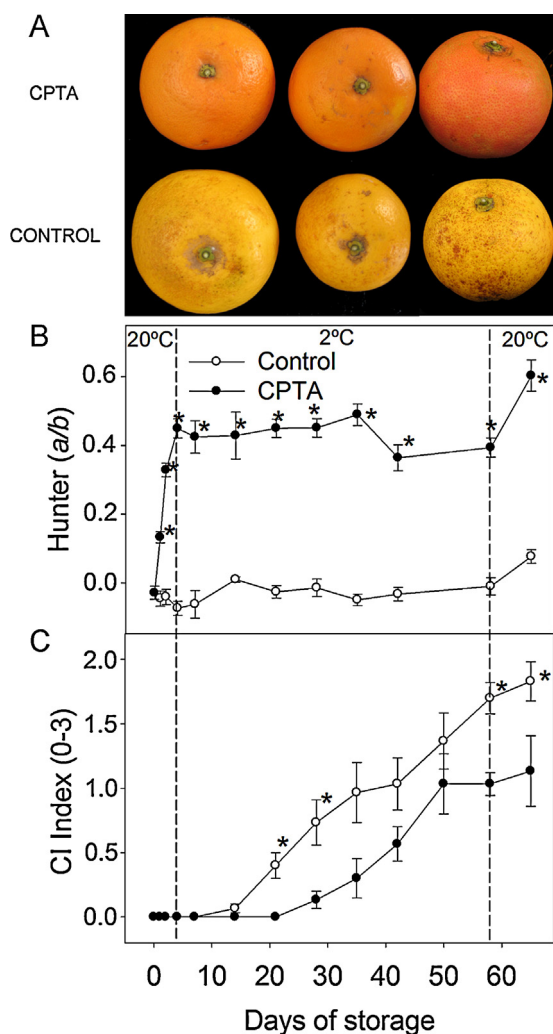 A
CPTA
CONTROL
B
20ºC 2ºC 20ºC
Control
CPTA
0.6
0.4
0.2
0.0
Hunter (a/b)
* * * * * * * * * * *
C
2.0
1.5
1.0
0.5
0.0
CI Index (0-3)
* * * *
0 10 20 30 40 50 60
Days of storage